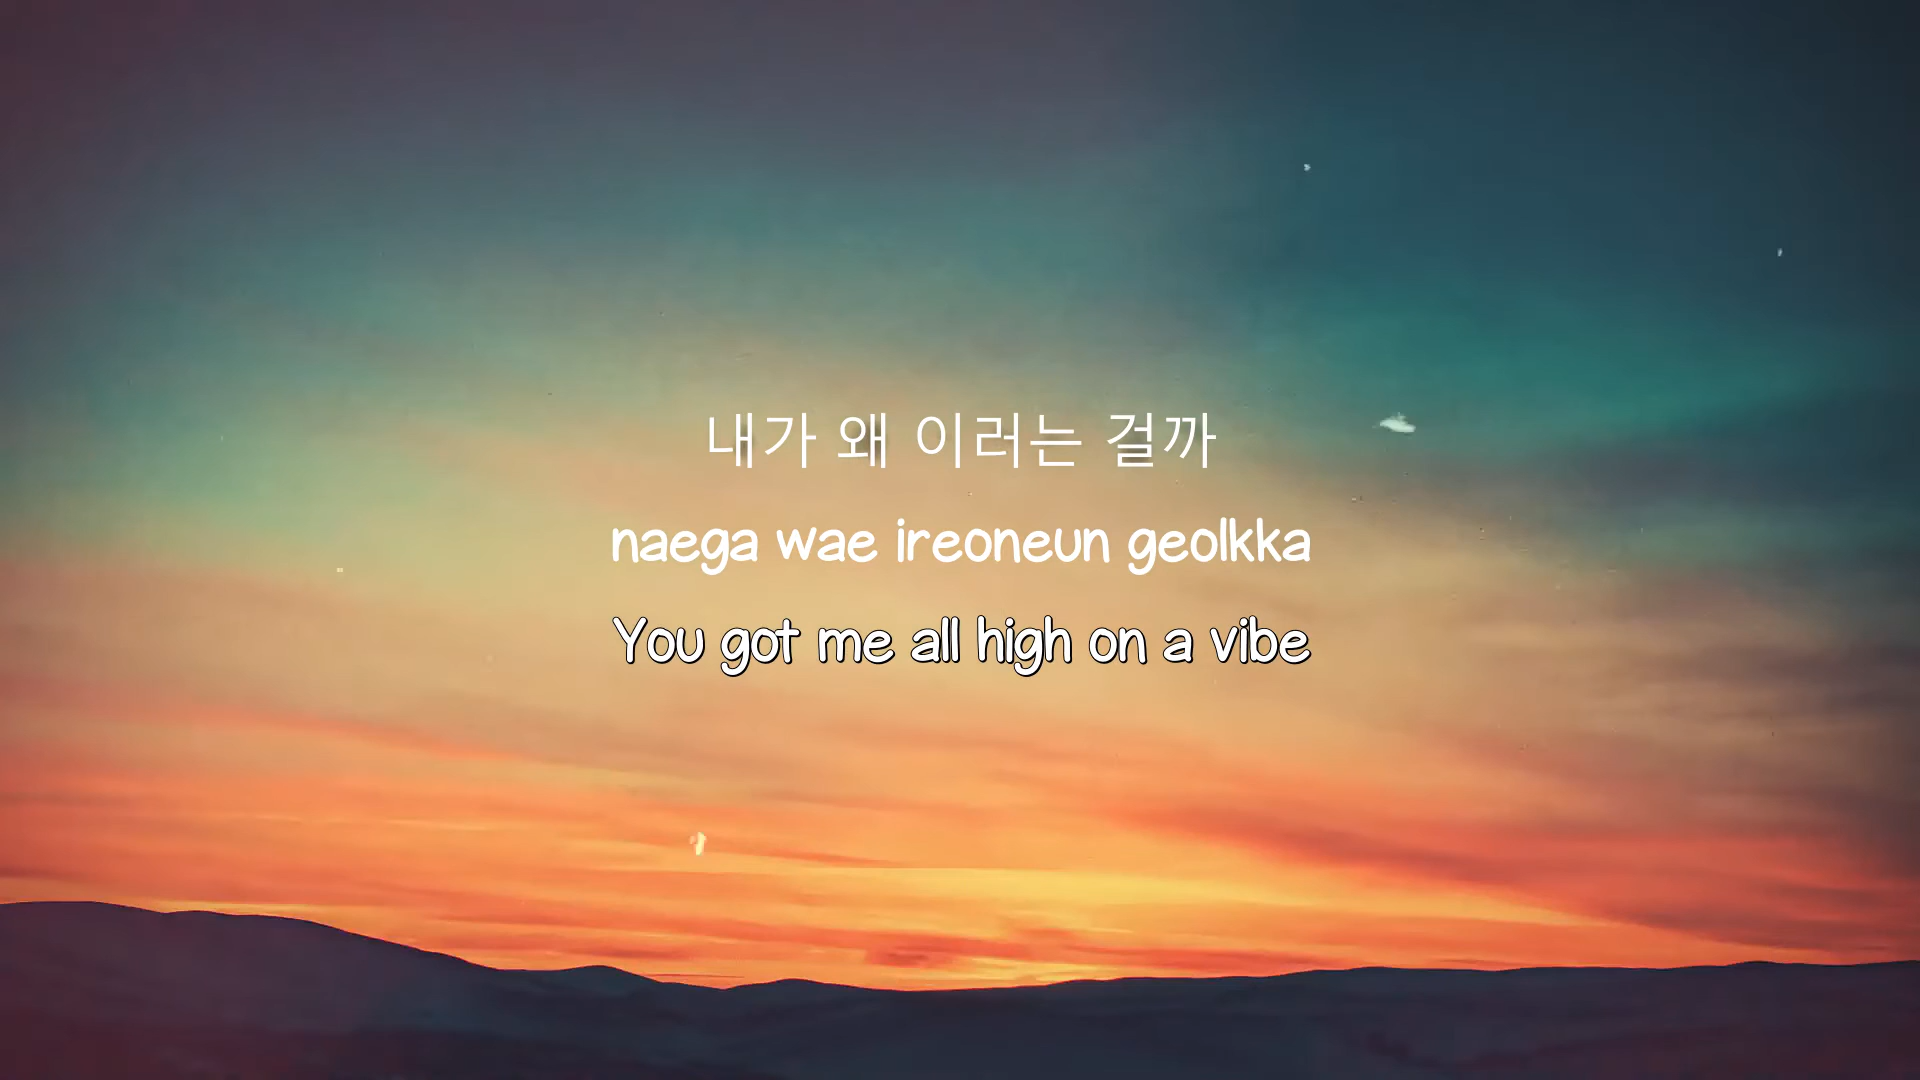 내가 왜 이러는 걸까
naega wae ireoneun geolkka
You got me all high on a vibe